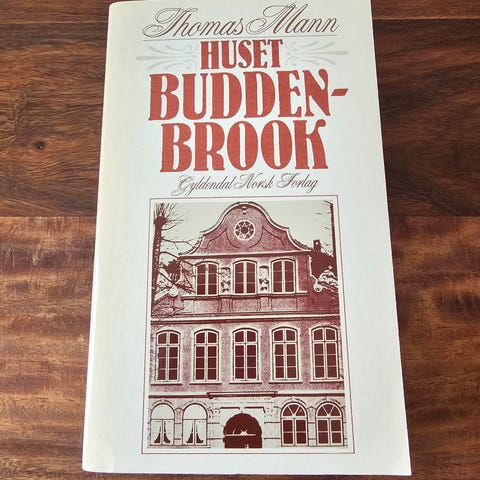 Thomas Mann
HUSET
BUDDEN-
BROOK
Gyldendal Norsk Forlag